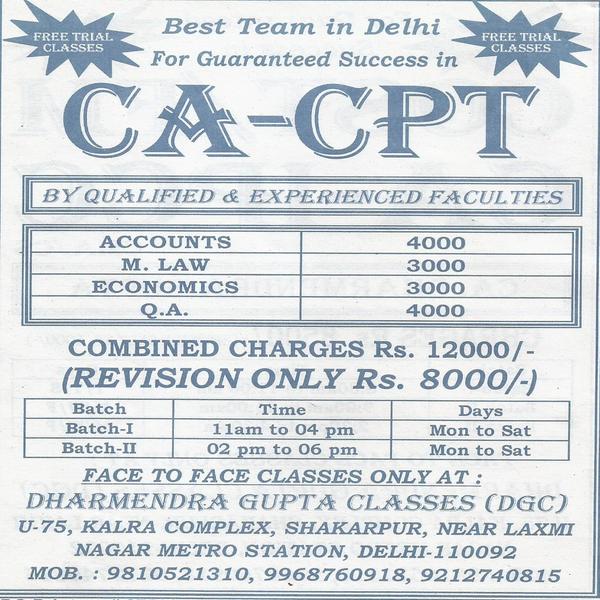 FREE TRIAL CLASSES
Best Team in Delhi
FREE TRIAL CLASSES
For Guaranteed Success in
CA-CPT
BY QUALIFIED & EXPERIENCED FACULTIES
ACCOUNTS 4000
M. LAW 3000
ECONOMICS 3000
Q.A. 4000
COMBINED CHARGES Rs. 12000/-
(REVISION ONLY Rs. 8000/-)
Batch Time Days
Batch-I 11am to 04 pm Mon to Sat
Batch-II 02 pm to 06 pm Mon to Sat
FACE TO FACE CLASSES ONLY AT :
DHARMENDRA GUPTA CLASSES (DGC)
U-75, KALRA COMPLEX, SHAKARPUR, NEAR LAXMI
NAGAR METRO STATION, DELHI-110092
MOB. : 9810521310, 9968760918, 9212740815